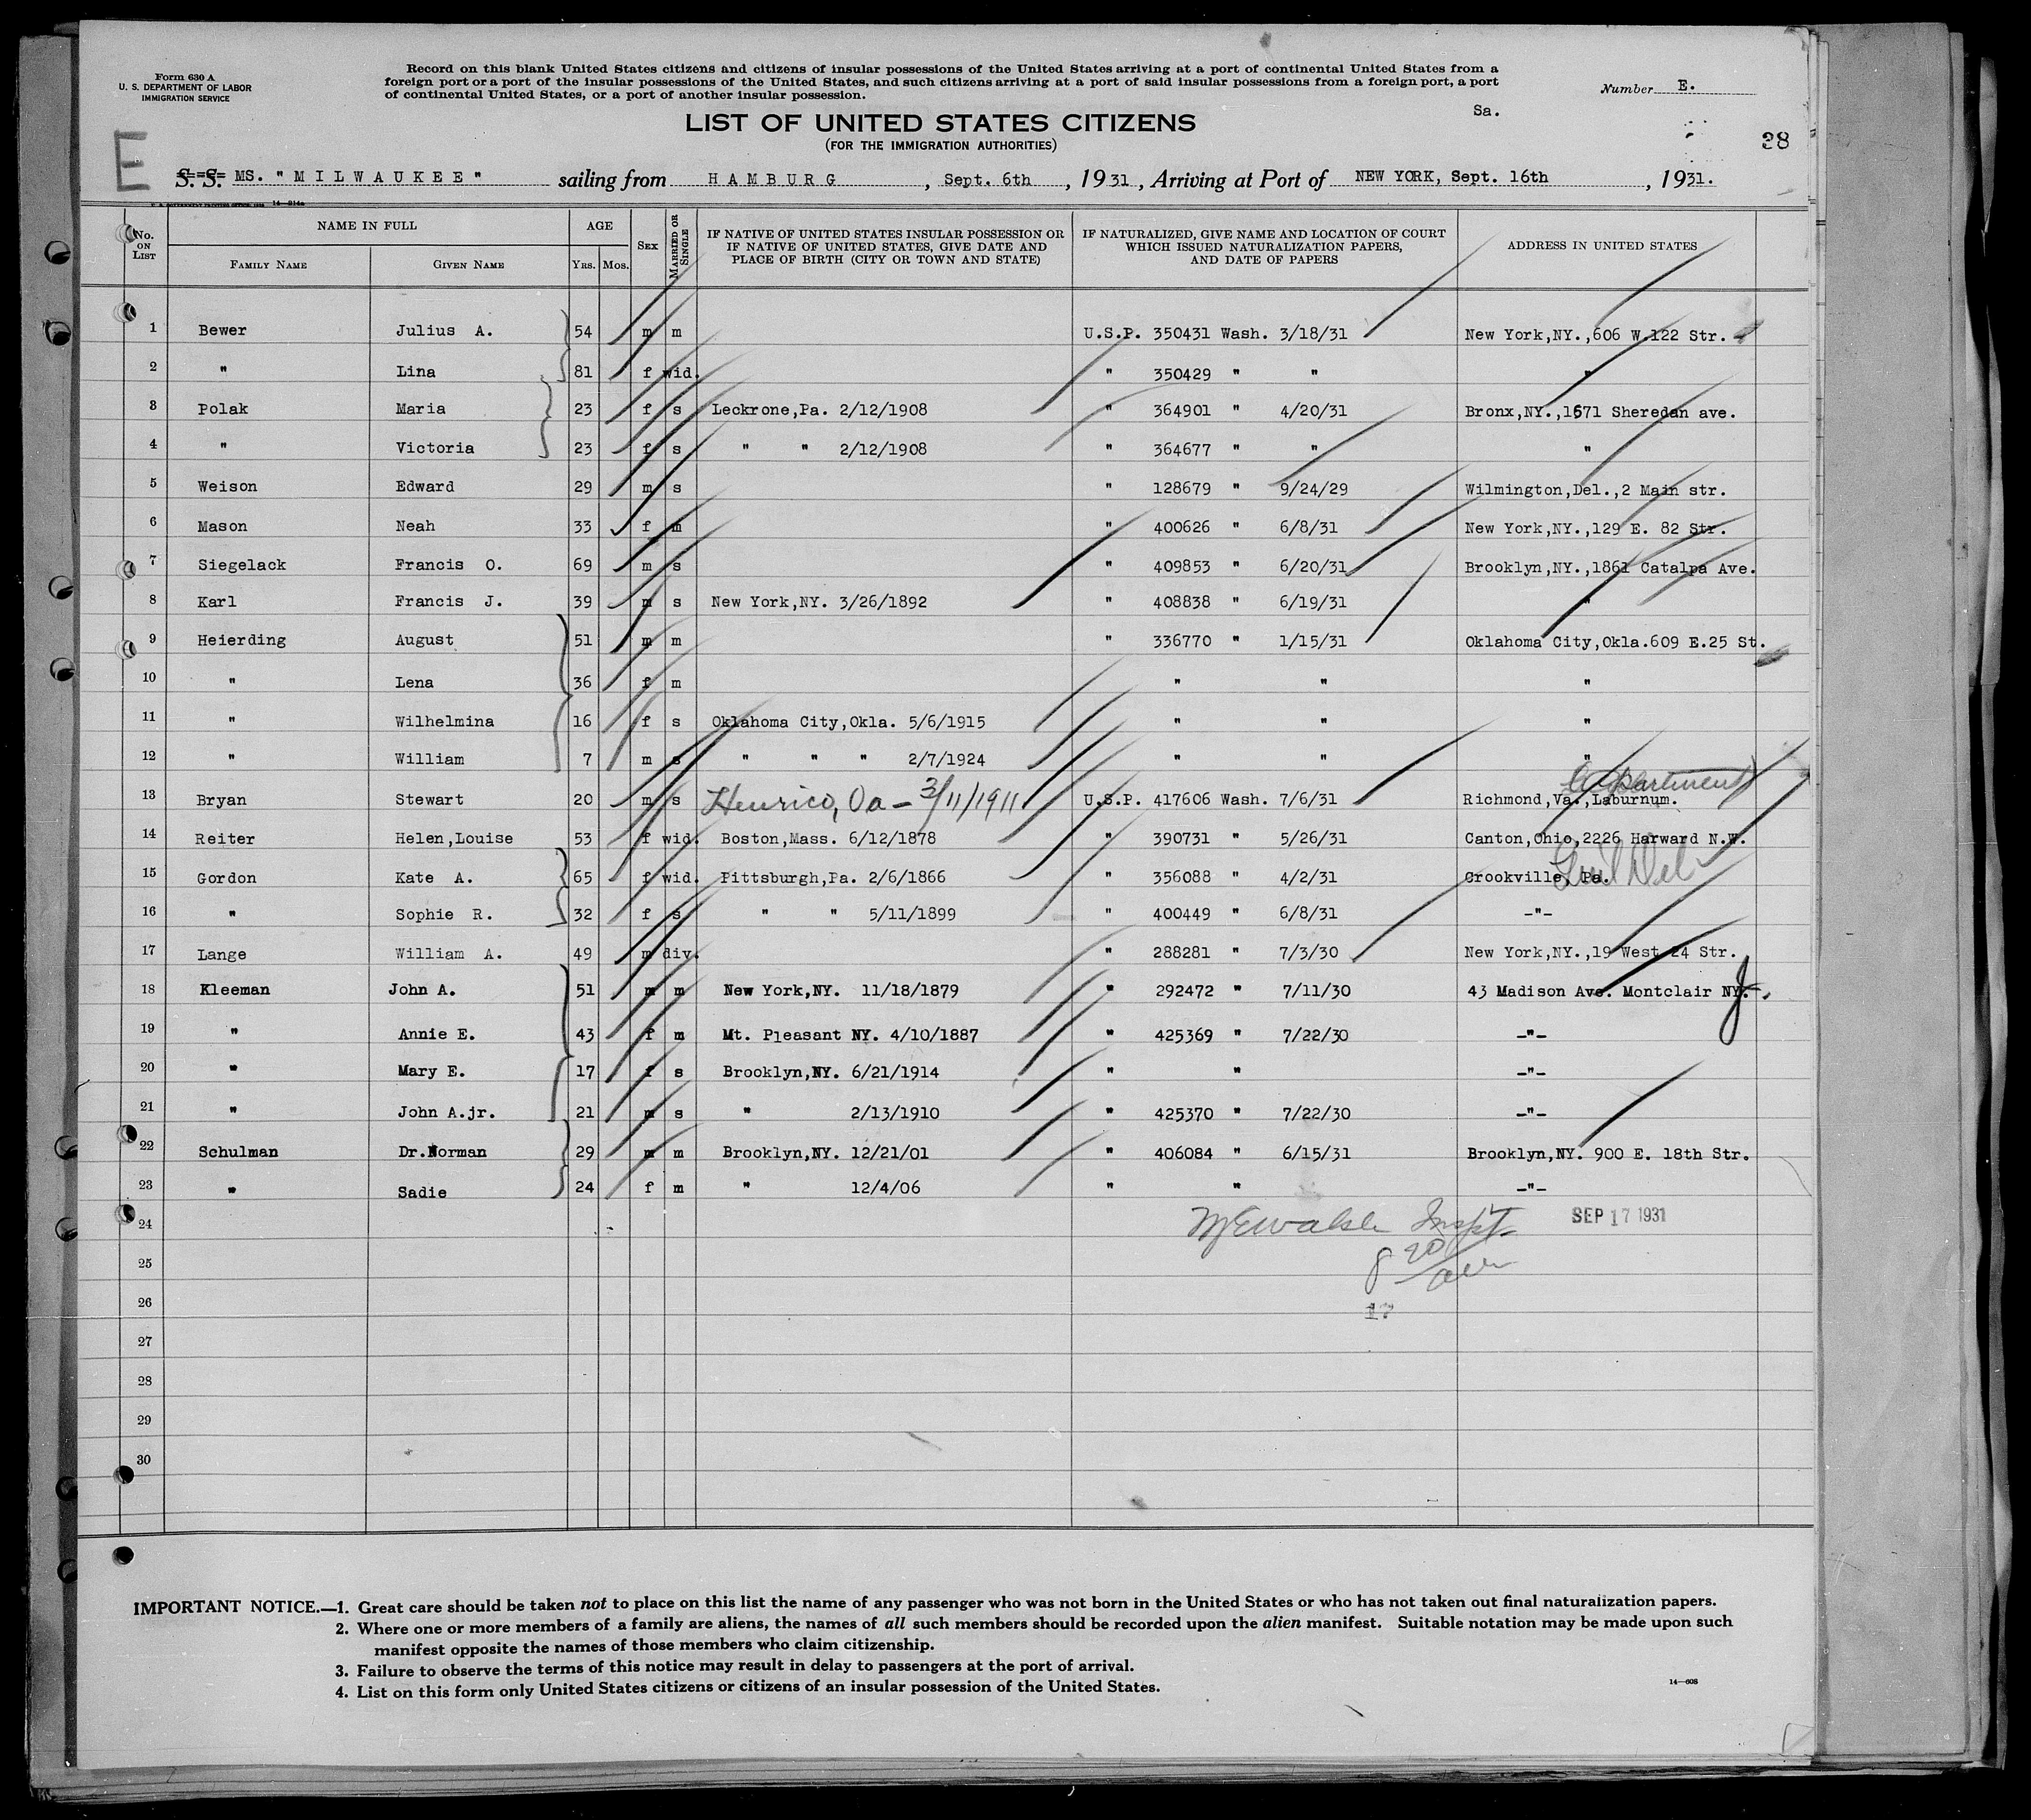 Form 630 A
U. S. DEPARTMENT OF LABOR
IMMIGRATION SERVICE
Record on this blank United States citizens and citizens of insular possessions of the United States arriving at a port of continental United States from a
foreign port or a port of the insular possessions of the United States, and such citizens arriving at a port of said insular possessions from a foreign port, a port
of continental United States, or a port of another insular possession.
Number E.
Sa.
LIST OF UNITED STATES CITIZENS
(FOR THE IMMIGRATION AUTHORITIES)
38
E
S. S. MS. "MILWAUKEE" sailing from HAMBURG, Sept. 6th, 1931, Arriving at Port of NEW YORK, Sept. 16th, 1931.
No. ON LIST NAME IN FULL FAMILY NAME GIVEN NAME AGE YRS. MOS. SEX MARRIED OR SINGLE IF NATIVE OF UNITED STATES INSULAR POSSESSION OR IF NATIVE OF UNITED STATES, GIVE DATE AND PLACE OF BIRTH (CITY OR TOWN AND STATE) IF NATURALIZED, GIVE NAME AND LOCATION OF COURT WHICH ISSUED NATURALIZATION PAPERS, AND DATE OF PAPERS ADDRESS IN UNITED STATES
1 Bewer Julius A. 54 m m U.S.P. 350431 Wash. 3/18/31 New York,NY.,606 W.122 Str.
2 " Lina 81 f wid. " 350429 " " "
3 Polak Maria 23 f s Leckrone,Pa. 2/12/1908 " 364901 " 4/20/31 Bronx,NY.,1671 Sheredan ave.
4 " Victoria 23 f s " " 2/12/1908 " 364677 " " "
5 Weison Edward 29 m s " 128679 " 9/24/29 Wilmington,Del.,2 Main str.
6 Mason Neah 33 f m " 400626 " 6/8/31 New York,NY.,129 E. 82 Str.
7 Siegelack Francis O. 69 m s " 409853 " 6/20/31 Brooklyn,NY.,1861 Catalpa Ave.
8 Karl Francis J. 39 m s New York,NY. 3/26/1892 " 408838 " 6/19/31 "
9 Heierding August 51 m m " 336770 " 1/15/31 Oklahoma City,Okla.609 E.25 St.
10 " Lena 36 f m " " "
11 " Wilhelmina 16 f s Oklahoma City,Okla. 5/6/1915 " " "
12 " William 7 m s " " " 2/7/1924 " " "
13 Bryan Stewart 20 m s Henrico, Va - 3/11/1911 U.S.P. 417606 Wash. 7/6/31 Richmond,Va.,Laburnum.
14 Reiter Helen,Louise 53 f wid. Boston,Mass. 6/12/1878 " 390731 " 5/26/31 Canton,Ohio,2226 Harward N.W.
15 Gordon Kate A. 65 f wid. Pittsburgh,Pa. 2/6/1866 " 356088 " 4/2/31 Crookville, Pa.
16 " Sophie R. 32 f s " " 5/11/1899 " 400449 " 6/8/31 -"-
17 Lange William A. 49 m div. " 288281 " 7/3/30 New York,NY.,19 West 24 Str.
18 Kleeman John A. 51 m m New York,NY. 11/18/1879 " 292472 " 7/11/30 43 Madison Ave. Montclair NY. J.
19 " Annie E. 43 f m Mt. Pleasant NY. 4/10/1887 " 425369 " 7/22/30 -"-
20 " Mary E. 17 f s Brooklyn,NY. 6/21/1914 " " -"-
21 " John A.jr. 21 m s " 2/13/1910 " 425370 " 7/22/30 -"-
22 Schulman Dr.Norman 29 m m Brooklyn,NY. 12/21/01 " 406084 " 6/15/31 Brooklyn,NY. 900 E. 18th Str.
23 " Sadie 24 f m " 12/4/06 " " -"-
24 Inspt. SEP 17 1931
25
26 17
27
28
29
30
IMPORTANT NOTICE.—1. Great care should be taken not to place on this list the name of any passenger who was not born in the United States or who has not taken out final naturalization papers.
2. Where one or more members of a family are aliens, the names of all such members should be recorded upon the alien manifest. Suitable notation may be made upon such
manifest opposite the names of those members who claim citizenship.
3. Failure to observe the terms of this notice may result in delay to passengers at the port of arrival.
4. List on this form only United States citizens or citizens of an insular possession of the United States.
14—608